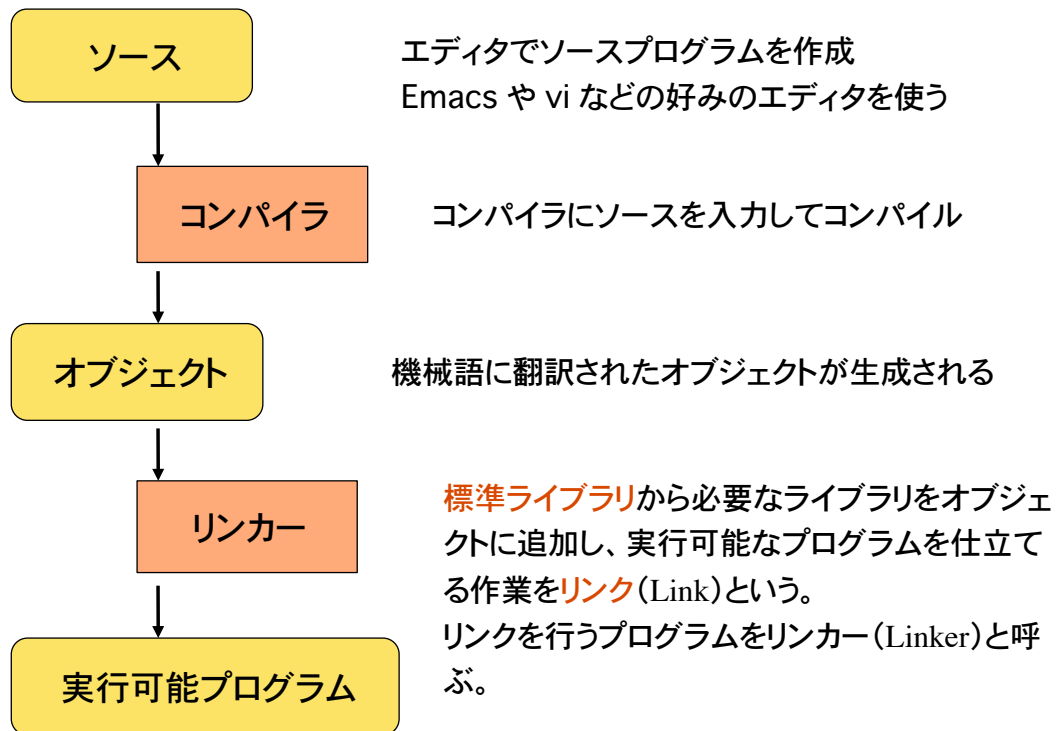 ソース
エディタでソースプログラムを作成
Emacs や vi などの好みのエディタを使う
コンパイラ
コンパイラにソースを入力してコンパイル
オブジェクト
機械語に翻訳されたオブジェクトが生成される
リンカー
標準ライブラリから必要なライブラリをオブジェ
クトに追加し、実行可能なプログラムを仕立て
る作業をリンク(Link)という。
リンクを行うプログラムをリンカー(Linker)と呼
ぶ。
実行可能プログラム